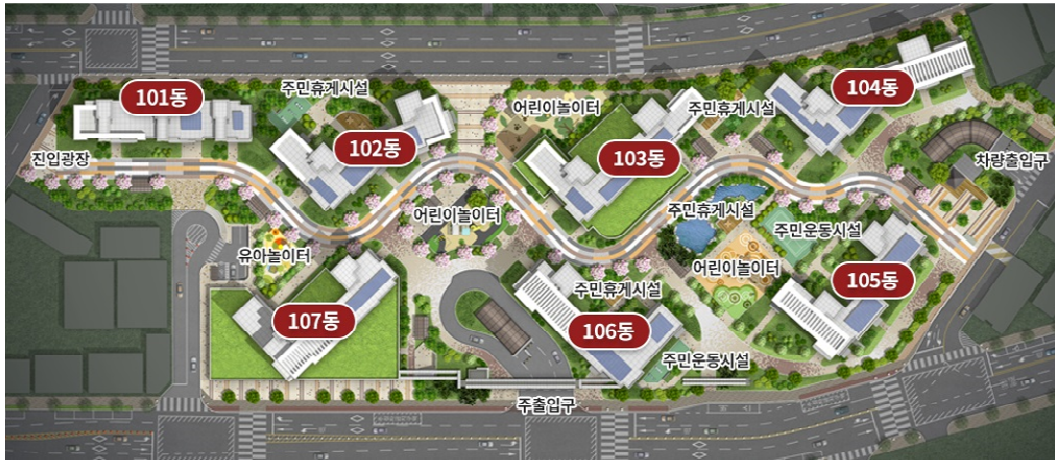 101동
주민휴게시설
102동
어린이놀이터
103동
주민휴게시설
104동
진입광장
차량출입구
어린이놀이터
주민휴게시설
주민운동시설
유아놀이터
어린이놀이터
105동
107동
주민휴게시설
106동
주민운동시설
주출입구